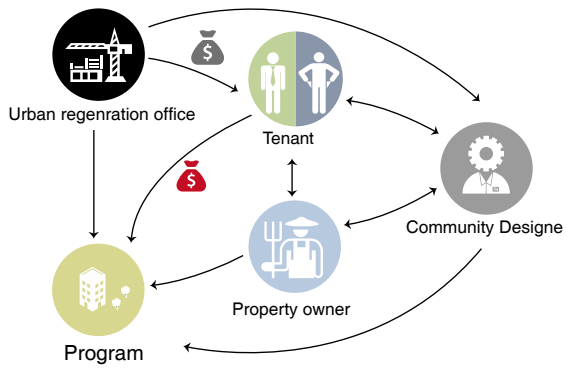 $
Urban regenration office
Tenant
$
Community Designe
Property owner
Program